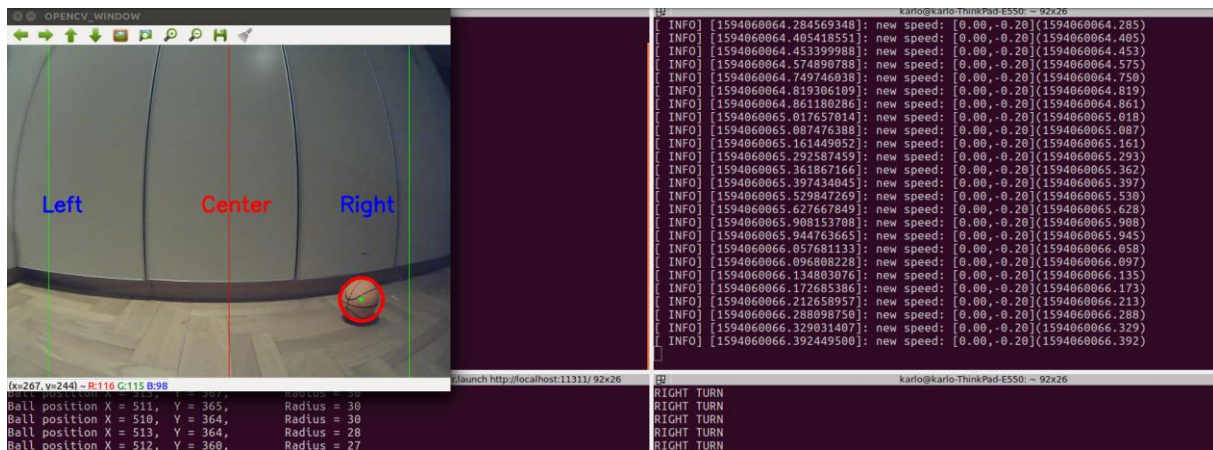 OPENCV_WINDOW
Left
Center
Right
(x=267, y=244) ~ R:116 G:115 B:98
karlo@karlo-ThinkPad-E550: ~ 92x26
[ INFO] [1594060064.284569348]: new speed: [0.00,-0.20](1594060064.285)
[ INFO] [1594060064.405418551]: new speed: [0.00,-0.20](1594060064.405)
[ INFO] [1594060064.453399988]: new speed: [0.00,-0.20](1594060064.453)
[ INFO] [1594060064.574890788]: new speed: [0.00,-0.20](1594060064.575)
[ INFO] [1594060064.749746038]: new speed: [0.00,-0.20](1594060064.750)
[ INFO] [1594060064.819306109]: new speed: [0.00,-0.20](1594060064.819)
[ INFO] [1594060064.861180286]: new speed: [0.00,-0.20](1594060064.861)
[ INFO] [1594060065.017657014]: new speed: [0.00,-0.20](1594060065.018)
[ INFO] [1594060065.087476388]: new speed: [0.00,-0.20](1594060065.087)
[ INFO] [1594060065.161449052]: new speed: [0.00,-0.20](1594060065.161)
[ INFO] [1594060065.292587459]: new speed: [0.00,-0.20](1594060065.293)
[ INFO] [1594060065.361867166]: new speed: [0.00,-0.20](1594060065.362)
[ INFO] [1594060065.397434045]: new speed: [0.00,-0.20](1594060065.397)
[ INFO] [1594060065.529847269]: new speed: [0.00,-0.20](1594060065.530)
[ INFO] [1594060065.627667849]: new speed: [0.00,-0.20](1594060065.628)
[ INFO] [1594060065.908153708]: new speed: [0.00,-0.20](1594060065.908)
[ INFO] [1594060065.944763665]: new speed: [0.00,-0.20](1594060065.945)
[ INFO] [1594060066.057681133]: new speed: [0.00,-0.20](1594060066.058)
[ INFO] [1594060066.096808228]: new speed: [0.00,-0.20](1594060066.097)
[ INFO] [1594060066.134803076]: new speed: [0.00,-0.20](1594060066.135)
[ INFO] [1594060066.172685386]: new speed: [0.00,-0.20](1594060066.173)
[ INFO] [1594060066.212658957]: new speed: [0.00,-0.20](1594060066.213)
[ INFO] [1594060066.288098750]: new speed: [0.00,-0.20](1594060066.288)
[ INFO] [1594060066.329031407]: new speed: [0.00,-0.20](1594060066.329)
[ INFO] [1594060066.392449500]: new speed: [0.00,-0.20](1594060066.392)
r.launch http://localhost:11311/ 92x26
Ball position X = 513, Y = 367, Radius = 30
Ball position X = 511, Y = 365, Radius = 30
Ball position X = 510, Y = 364, Radius = 30
Ball position X = 513, Y = 364, Radius = 28
Ball position X = 512, Y = 360, Radius = 27
karlo@karlo-ThinkPad-E550: ~ 92x26
RIGHT TURN
RIGHT TURN
RIGHT TURN
RIGHT TURN
RIGHT TURN